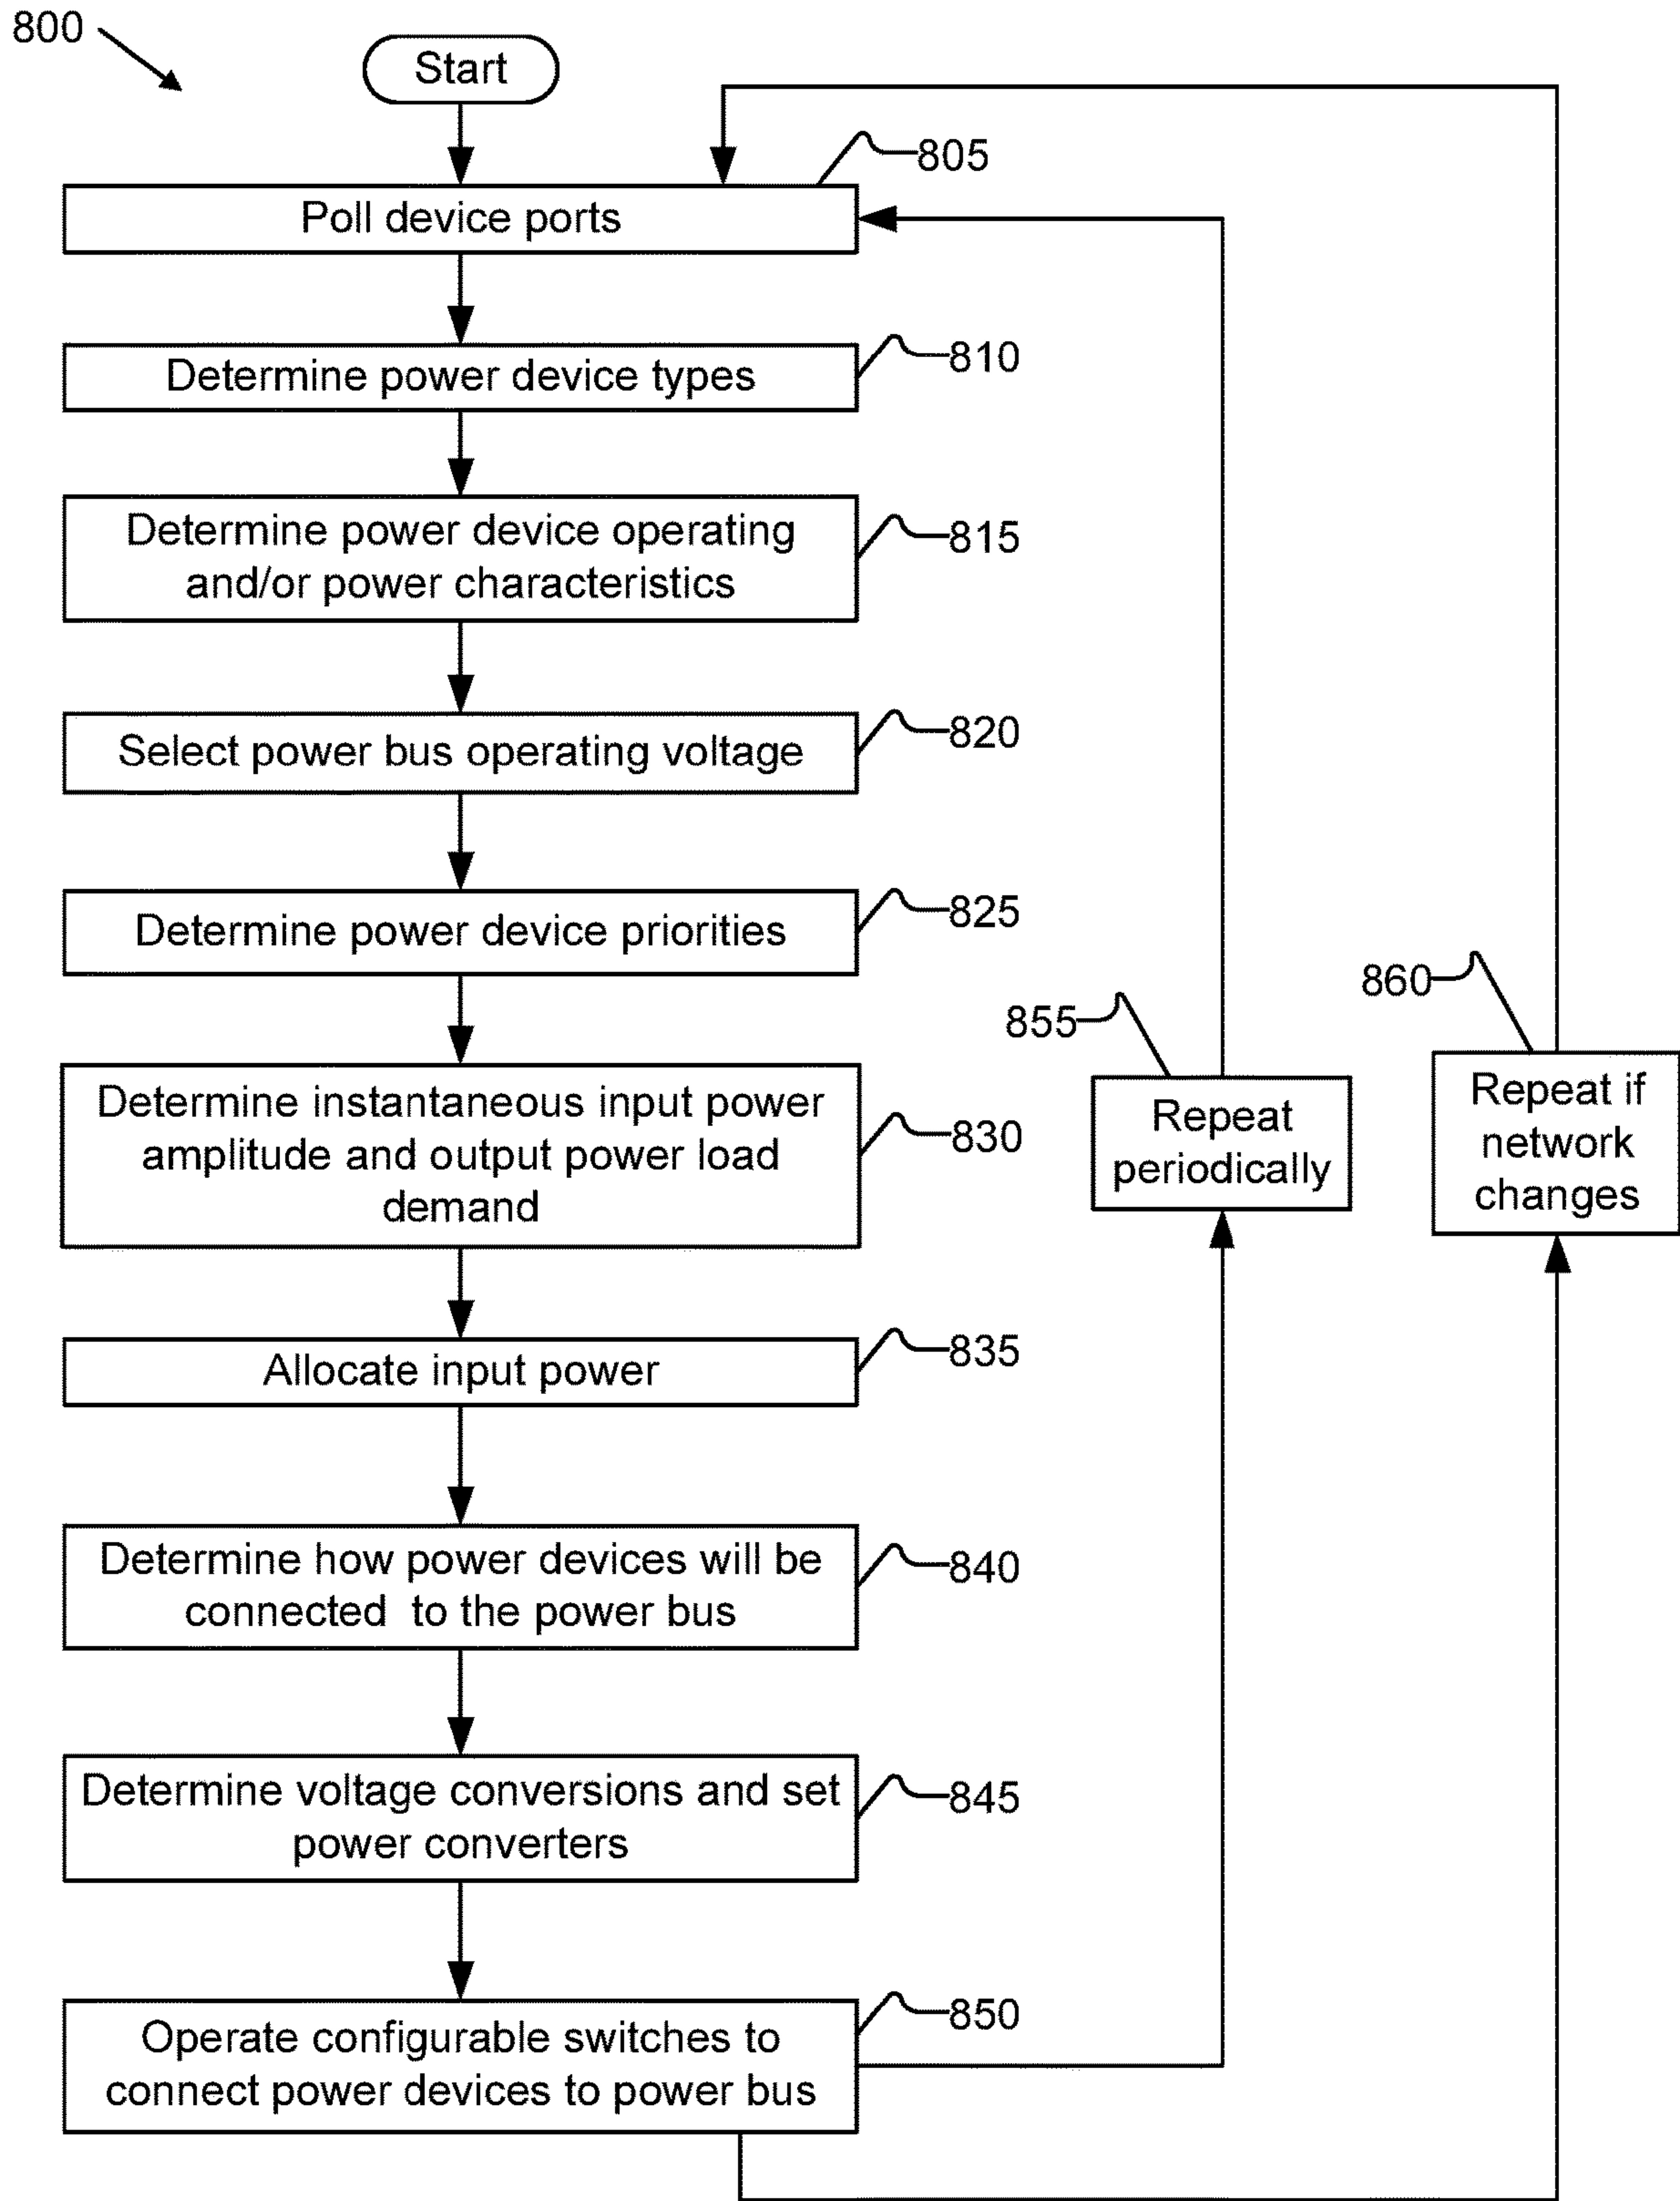 800
Start
805
Poll device ports
810
Determine power device types
815
Determine power device operating
and/or power characteristics
820
Select power bus operating voltage
825
Determine power device priorities
830
Determine instantaneous input power
amplitude and output power load
demand
855
Repeat
periodically
860
Repeat if
network
changes
835
Allocate input power
840
Determine how power devices will be
connected to the power bus
845
Determine voltage conversions and set
power converters
850
Operate configurable switches to
connect power devices to power bus